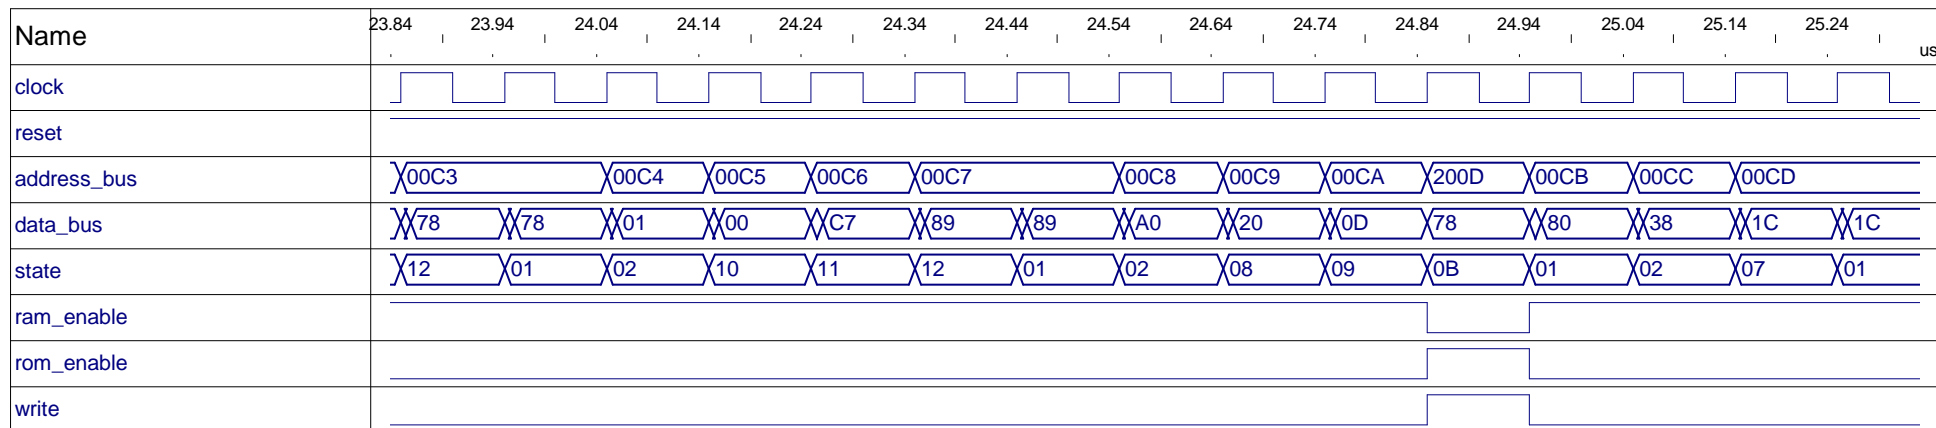 Name 23.84 23.94 24.04 24.14 24.24 24.34 24.44 24.54 24.64 24.74 24.84 24.94 25.04 25.14 25.24
us
clock
reset
address_bus 00C3 00C4 00C5 00C6 00C7 00C8 00C9 00CA 200D 00CB 00CC 00CD
data_bus 78 78 01 00 C7 89 89 A0 20 0D 78 80 38 1C 1C
state 12 01 02 10 11 12 01 02 08 09 0B 01 02 07 01
ram_enable
rom_enable
write